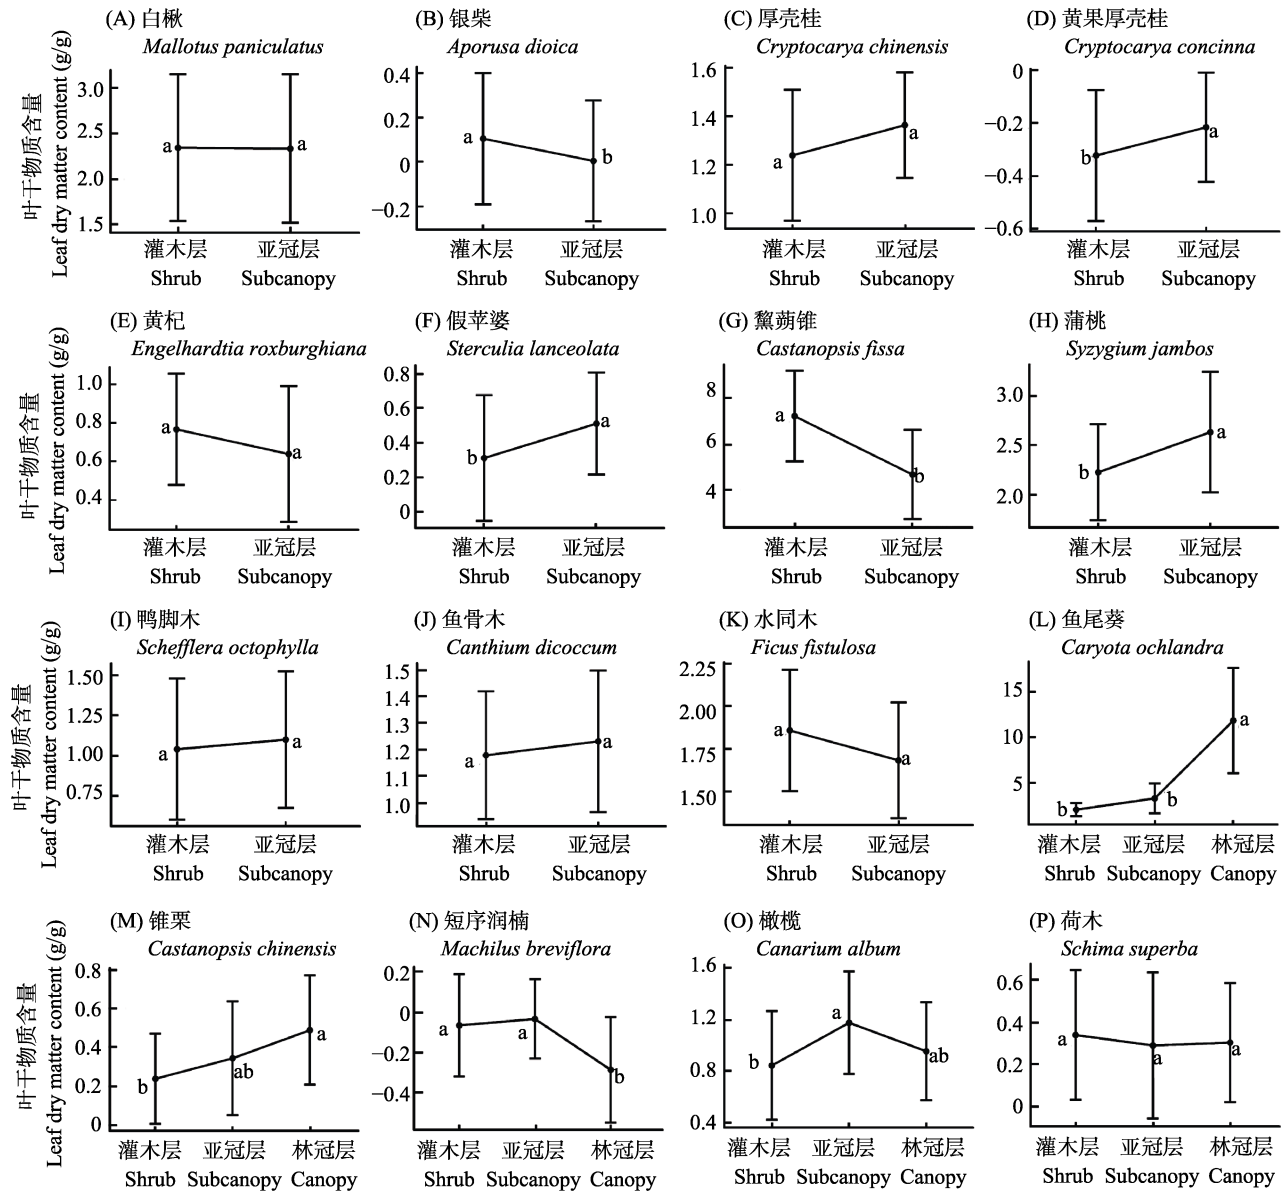 (A) 白楸
Mallotus paniculatus
(B) 银柴
Aporusa dioica
(C) 厚壳桂
Cryptocarya chinensis
(D) 黄果厚壳桂
Cryptocarya concinna
叶干物质含量
Leaf dry matter content (g/g)
3.0
2.5
2.0
1.5
a
a
灌木层
Shrub
亚冠层
Subcanopy
0.4
0.2
0
−0.2
a
b
灌木层
Shrub
亚冠层
Subcanopy
1.6
1.4
1.2
1.0
a
a
灌木层
Shrub
亚冠层
Subcanopy
0
−0.2
−0.4
−0.6
b
a
灌木层
Shrub
亚冠层
Subcanopy
(E) 黄杞
Engelhardtia roxburghiana
(F) 假苹婆
Sterculia lanceolata
(G) 黧蒴锥
Castanopsis fissa
(H) 蒲桃
Syzygium jambos
叶干物质含量
Leaf dry matter content (g/g)
1.0
0.8
0.6
0.4
a
a
灌木层
Shrub
亚冠层
Subcanopy
0.8
0.6
0.4
0.2
0
b
a
灌木层
Shrub
亚冠层
Subcanopy
8
6
4
a
b
灌木层
Shrub
亚冠层
Subcanopy
3.0
2.5
2.0
b
a
灌木层
Shrub
亚冠层
Subcanopy
(I) 鸭脚木
Schefflera octophylla
(J) 鱼骨木
Canthium dicoccum
(K) 水同木
Ficus fistulosa
(L) 鱼尾葵
Caryota ochlandra
叶干物质含量
Leaf dry matter content (g/g)
1.50
1.25
1.00
0.75
a
a
灌木层
Shrub
亚冠层
Subcanopy
1.5
1.4
1.3
1.2
1.1
1.0
a
a
灌木层
Shrub
亚冠层
Subcanopy
2.25
2.00
1.75
1.50
a
a
灌木层
Shrub
亚冠层
Subcanopy
15
10
5
b
b
a
灌木层
Shrub
亚冠层
Subcanopy
林冠层
Canopy
(M) 锥栗
Castanopsis chinensis
(N) 短序润楠
Machilus breviflora
(O) 橄榄
Canarium album
(P) 荷木
Schima superba
叶干物质含量
Leaf dry matter content (g/g)
0.8
0.6
0.4
0.2
0
b
ab
a
灌木层
Shrub
亚冠层
Subcanopy
林冠层
Canopy
0.2
0
−0.2
−0.4
a
a
b
灌木层
Shrub
亚冠层
Subcanopy
林冠层
Canopy
1.6
1.2
0.8
0.4
b
a
ab
灌木层
Shrub
亚冠层
Subcanopy
林冠层
Canopy
0.6
0.4
0.2
0
a
a
a
灌木层
Shrub
亚冠层
Subcanopy
林冠层
Canopy